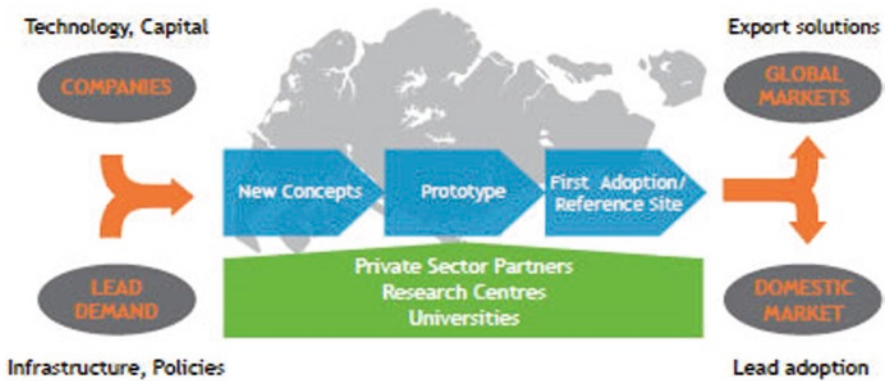 Technology, Capital
COMPANIES
LEAD
DEMAND
Infrastructure, Policies
New Concepts
Prototype
First Adoption/
Reference Site
Private Sector Partners
Research Centres
Universities
Export solutions
GLOBAL
MARKETS
DOMESTIC
MARKET
Lead adoption